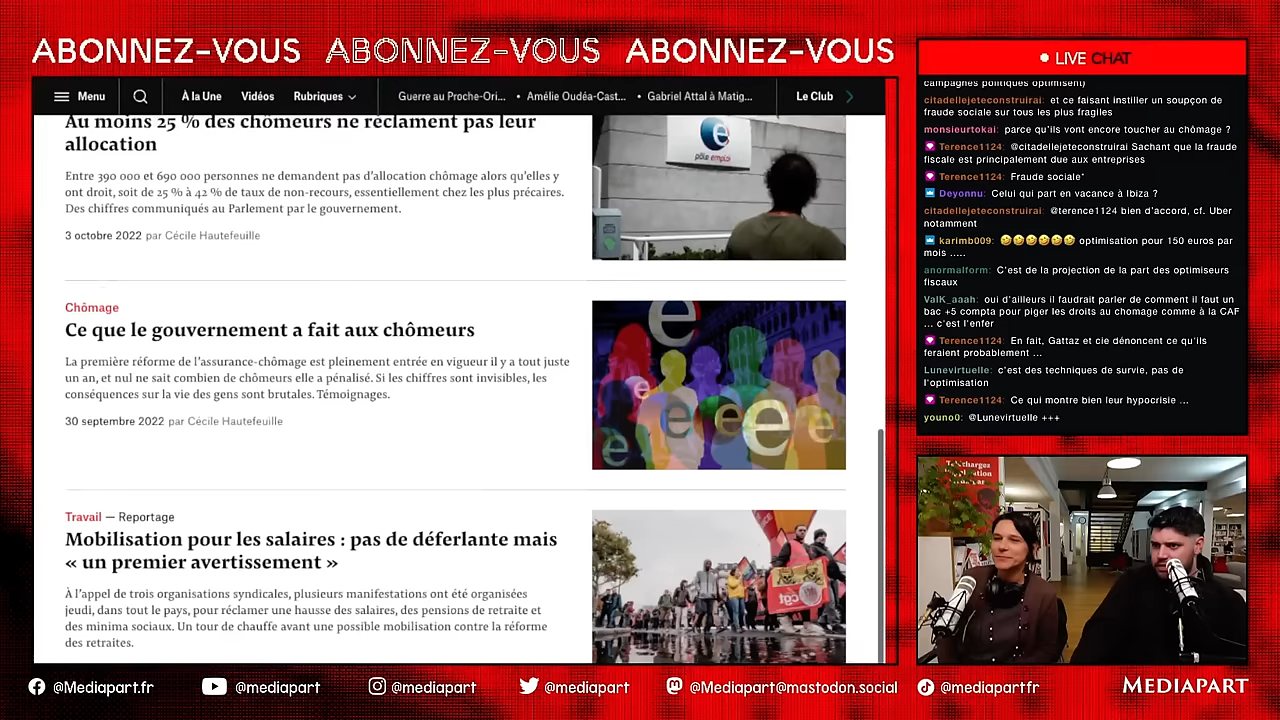 ABONNEZ-VOUS ABONNEZ-VOUS ABONNEZ-VOUS
Menu À la Une Vidéos Rubriques Guerre au Proche-Ori... • Amélie Oudéa-Cast... • Gabriel Attal à Matig... Le Club
Au moins 25 % des chômeurs ne réclament pas leur
allocation
Entre 390 000 et 690 000 personnes ne demandent pas d'allocation chômage alors qu'elles y
ont droit, soit de 25 % à 42 % de taux de non-recours, essentiellement chez les plus précaires.
Des chiffres communiqués au Parlement par le gouvernement.
3 octobre 2022 par Cécile Hautefeuille
pôle emploi
Chômage
Ce que le gouvernement a fait aux chômeurs
La première réforme de l'assurance-chômage est pleinement entrée en vigueur il y a tout juste
un an, et nul ne sait combien de chômeurs elle a pénalisé. Si les chiffres sont invisibles, les
conséquences sur la vie des gens sont brutales. Témoignages.
30 septembre 2022 par Cécile Hautefeuille
Travail — Reportage
Mobilisation pour les salaires : pas de déferlante mais
« un premier avertissement »
À l'appel de trois organisations syndicales, plusieurs manifestations ont été organisées
jeudi, dans tout le pays, pour réclamer une hausse des salaires, des pensions de retraite et
des minima sociaux. Un tour de chauffe avant une possible mobilisation contre la réforme
des retraites.
cgt
LIVE CHAT
campagnes politiques optimisent)
citadellejeteconstruirai: et ce faisant instiller un soupçon de
fraude sociale sur tous les plus fragiles
monsieurtokai: parce qu'ils vont encore toucher au chômage ?
Terence1124: @citadellejeteconstruirai Sachant que la fraude
fiscale est principalement due aux entreprises
Terence1124: Fraude sociale*
Deyonnu: Celui qui part en vacance à Ibiza ?
citadellejeteconstruirai: @terence1124 bien d'accord, cf. Uber
notamment
karimb009: 🤣🤣🤣🤣🤣🤣 optimisation pour 150 euros par
mois .....
anormalform: C'est de la projection de la part des optimiseurs
fiscaux
ValK_aaah: oui d'ailleurs il faudrait parler de comment il faut un
bac +5 compta pour piger les droits au chomage comme à la CAF
... c'est l'enfer
Terence1124: En fait, Gattaz et cie dénoncent ce qu'ils
feraient probablement ...
Lunevirtuelle: c'est des techniques de survie, pas de
l'optimisation
Terence1124: Ce qui montre bien leur hypocrisie ...
youno0: @Lunevirtuelle +++
Téléchargez
@Mediapart.fr @mediapart @mediapart @mediapart @Mediapart@mastodon.social @mediapartfr MEDIAPART